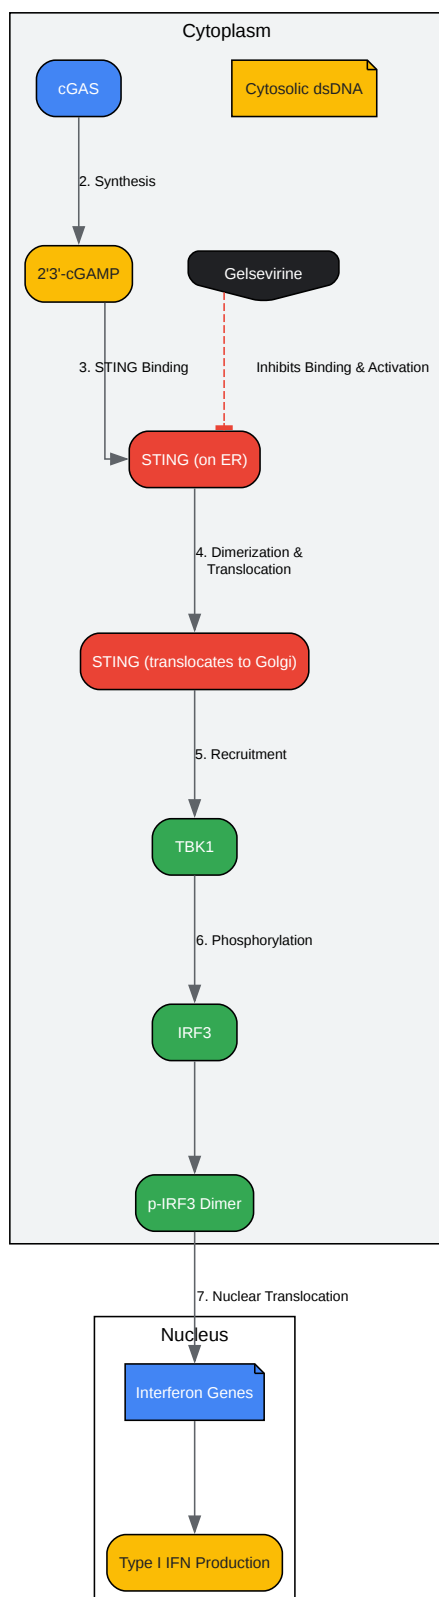 Cytoplasm
cGAS
Cytosolic dsDNA
2. Synthesis
2'3'-cGAMP
Gelsevirine
3. STING Binding
Inhibits Binding & Activation
STING (on ER)
4. Dimerization &
Translocation
STING (translocates to Golgi)
5. Recruitment
TBK1
6. Phosphorylation
IRF3
p-IRF3 Dimer
7. Nuclear Translocation
Nucleus
Interferon Genes
Type I IFN Production